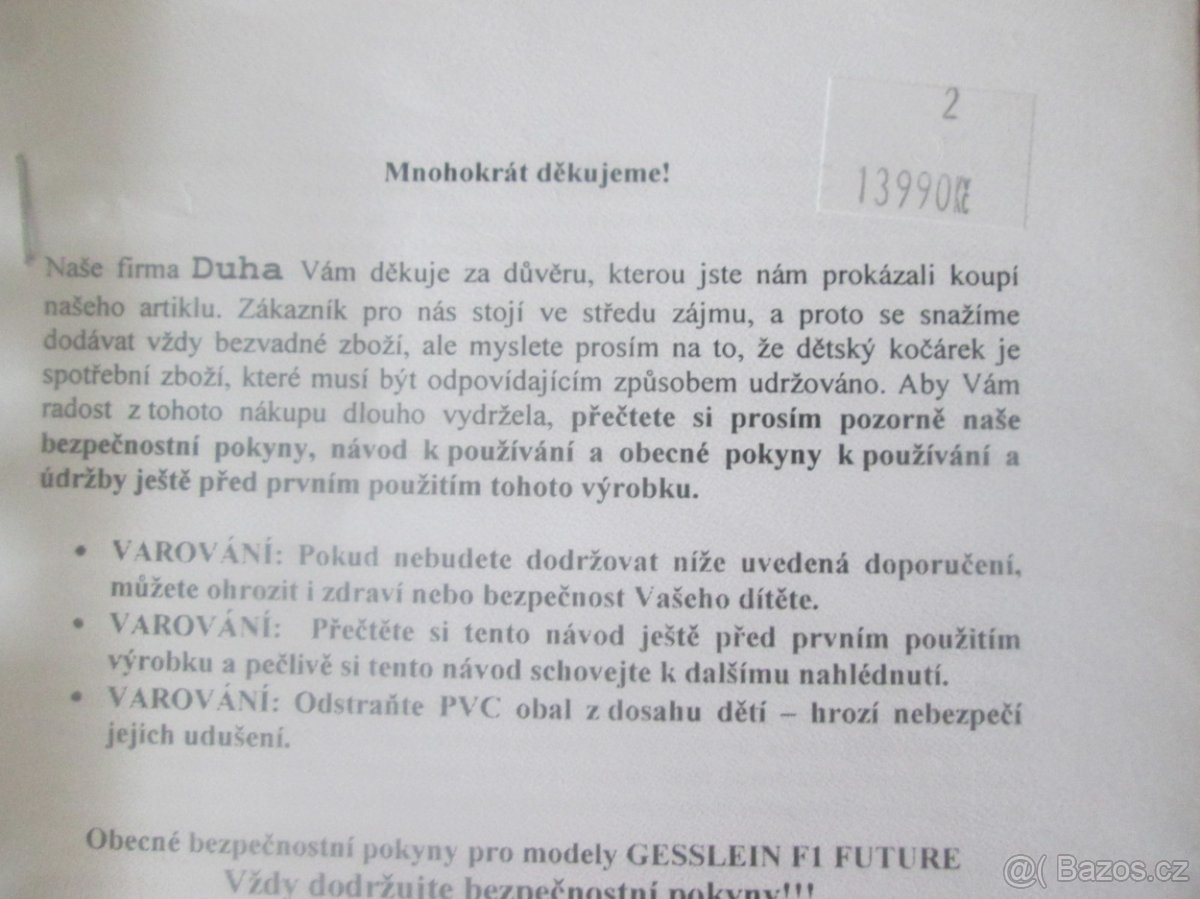 2
13990Kč
Mnohokrát děkujeme!
Naše firma Duha Vám děkuje za důvěru, kterou jste nám prokázali koupí
našeho artiklu. Zákazník pro nás stojí ve středu zájmu, a proto se snažíme
dodávat vždy bezvadné zboží, ale myslete prosím na to, že dětský kočárek je
spotřební zboží, které musí být odpovídajícím způsobem udržováno. Aby Vám
radost z tohoto nákupu dlouho vydržela, přečtete si prosím pozorně naše
bezpečnostní pokyny, návod k používání a obecné pokyny k používání a
údržby ještě před prvním použitím tohoto výrobku.
• VAROVÁNÍ: Pokud nebudete dodržovat níže uvedená doporučení,
můžete ohrozit i zdraví nebo bezpečnost Vašeho dítěte.
• VAROVÁNÍ: Přečtěte si tento návod ještě před prvním použitím
výrobku a pečlivě si tento návod schovejte k dalšímu nahlédnutí.
• VAROVÁNÍ: Odstraňte PVC obal z dosahu dětí – hrozí nebezpečí
jejich udušení.
Obecné bezpečnostní pokyny pro modely GESSLEIN F1 FUTURE
Vždy dodržujte bezpečnostní pokyny!!!
@( Bazos.cz